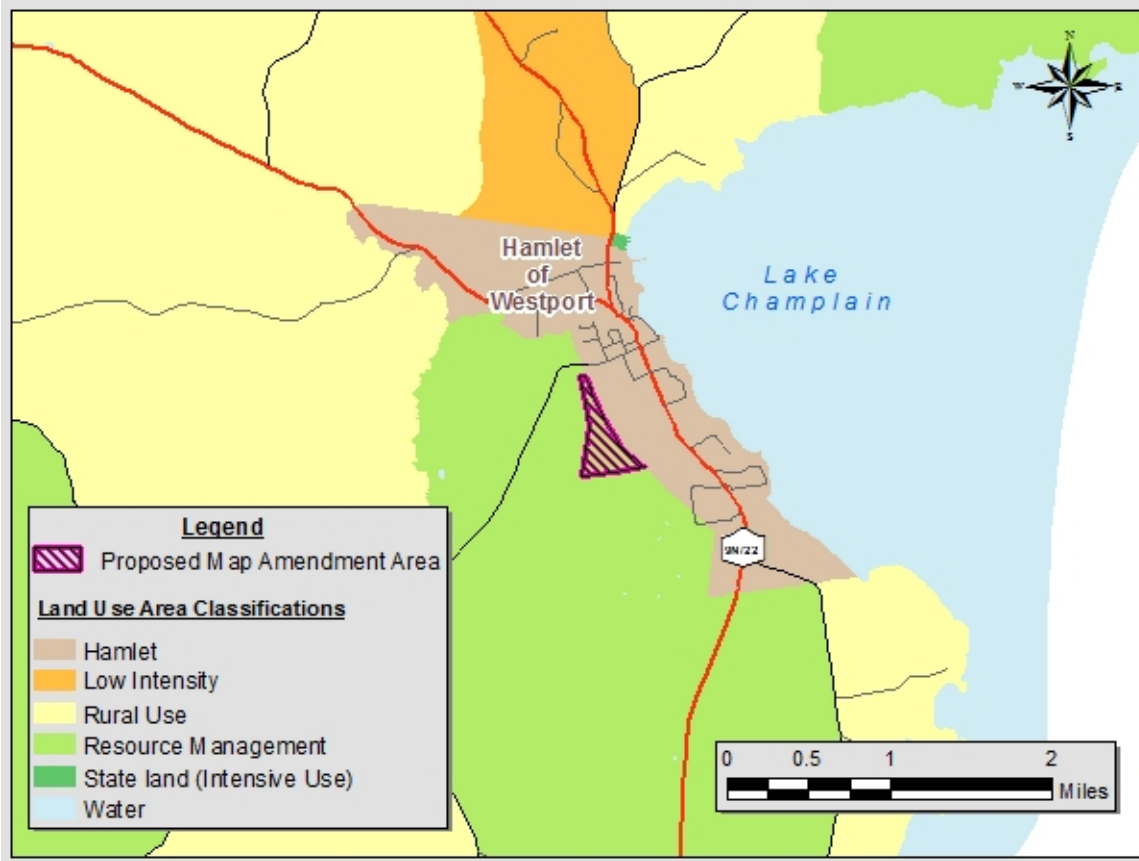 N
W
E
S
Hamlet
of
Westport
Lake
Champlain
9N/22
Legend
Proposed Map Amendment Area
Land Use Area Classifications
Hamlet
Low Intensity
Rural Use
Resource Management
State land (Intensive Use)
Water
0 0.5 1 2
Miles